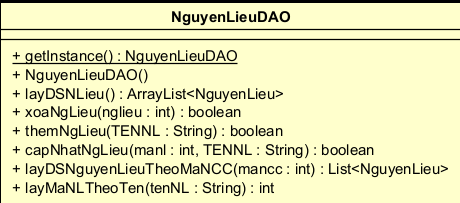 NguyenLieuDAO
+ getInstance() : NguyenLieuDAO
+ NguyenLieuDAO()
+ layDSNLieu() : ArrayList<NguyenLieu>
+ xoaNgLieu(nglieu : int) : boolean
+ themNgLieu(TENNL : String) : boolean
+ capNhatNgLieu(manl : int, TENNL : String) : boolean
+ layDSNguyenLieuTheoMaNCC(mancc : int) : List<NguyenLieu>
+ layMaNLTheoTen(tenNL : String) : int